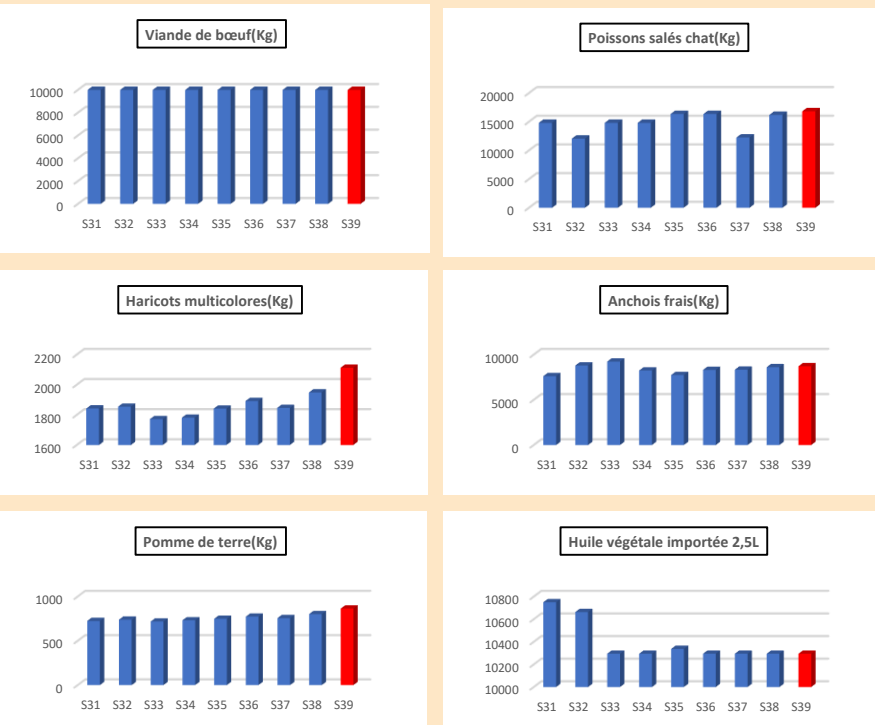 Viande de bœuf(Kg)
10000
8000
6000
4000
2000
0
S31 S32 S33 S34 S35 S36 S37 S38 S39
Poissons salés chat(Kg)
20000
15000
10000
5000
0
S31 S32 S33 S34 S35 S36 S37 S38 S39
Haricots multicolores(Kg)
2200
2000
1800
1600
S31 S32 S33 S34 S35 S36 S37 S38 S39
Anchois frais(Kg)
10000
5000
0
S31 S32 S33 S34 S35 S36 S37 S38 S39
Pomme de terre(Kg)
1000
500
0
S31 S32 S33 S34 S35 S36 S37 S38 S39
Huile végétale importée 2,5L
10800
10600
10400
10200
10000
S31 S32 S33 S34 S35 S36 S37 S38 S39